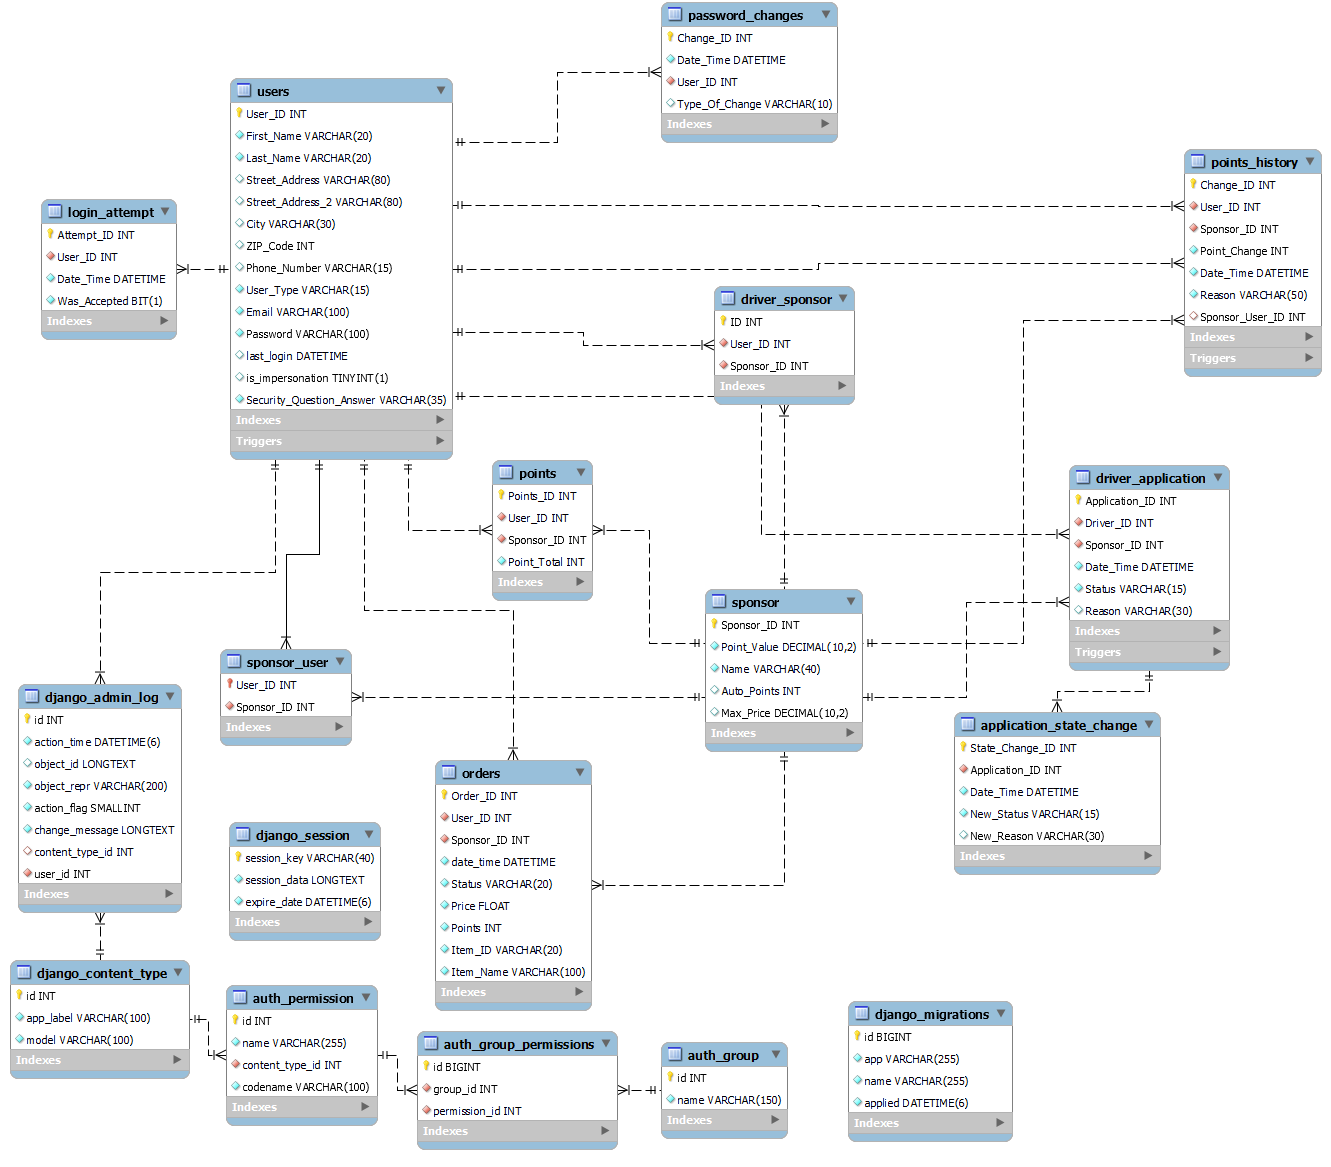 password_changes
Change_ID INT
Date_Time DATETIME
User_ID INT
Type_Of_Change VARCHAR(10)
Indexes
users
User_ID INT
First_Name VARCHAR(20)
Last_Name VARCHAR(20)
Street_Address VARCHAR(80)
Street_Address_2 VARCHAR(80)
City VARCHAR(30)
ZIP_Code INT
Phone_Number VARCHAR(15)
User_Type VARCHAR(15)
Email VARCHAR(100)
Password VARCHAR(100)
last_login DATETIME
is_impersonation TINYINT(1)
Security_Question_Answer VARCHAR(35)
Indexes
Triggers
points_history
Change_ID INT
User_ID INT
Sponsor_ID INT
Point_Change INT
Date_Time DATETIME
Reason VARCHAR(50)
Sponsor_User_ID INT
Indexes
Triggers
login_attempt
Attempt_ID INT
User_ID INT
Date_Time DATETIME
Was_Accepted BIT(1)
Indexes
driver_sponsor
ID INT
User_ID INT
Sponsor_ID INT
Indexes
points
Points_ID INT
User_ID INT
Sponsor_ID INT
Point_Total INT
Indexes
driver_application
Application_ID INT
Driver_ID INT
Sponsor_ID INT
Date_Time DATETIME
Status VARCHAR(15)
Reason VARCHAR(30)
Indexes
Triggers
sponsor
Sponsor_ID INT
Point_Value DECIMAL(10,2)
Name VARCHAR(40)
Auto_Points INT
Max_Price DECIMAL(10,2)
Indexes
sponsor_user
User_ID INT
Sponsor_ID INT
Indexes
django_admin_log
id INT
action_time DATETIME(6)
object_id LONGTEXT
object_repr VARCHAR(200)
action_flag SMALLINT
change_message LONGTEXT
content_type_id INT
user_id INT
Indexes
application_state_change
State_Change_ID INT
Application_ID INT
Date_Time DATETIME
New_Status VARCHAR(15)
New_Reason VARCHAR(30)
Indexes
orders
Order_ID INT
User_ID INT
Sponsor_ID INT
date_time DATETIME
Status VARCHAR(20)
Price FLOAT
Points INT
Item_ID VARCHAR(20)
Item_Name VARCHAR(100)
Indexes
django_session
session_key VARCHAR(40)
session_data LONGTEXT
expire_date DATETIME(6)
Indexes
django_content_type
id INT
app_label VARCHAR(100)
model VARCHAR(100)
Indexes
auth_permission
id INT
name VARCHAR(255)
content_type_id INT
codename VARCHAR(100)
Indexes
auth_group_permissions
id BIGINT
group_id INT
permission_id INT
Indexes
auth_group
id INT
name VARCHAR(150)
Indexes
django_migrations
id BIGINT
app VARCHAR(255)
name VARCHAR(255)
applied DATETIME(6)
Indexes